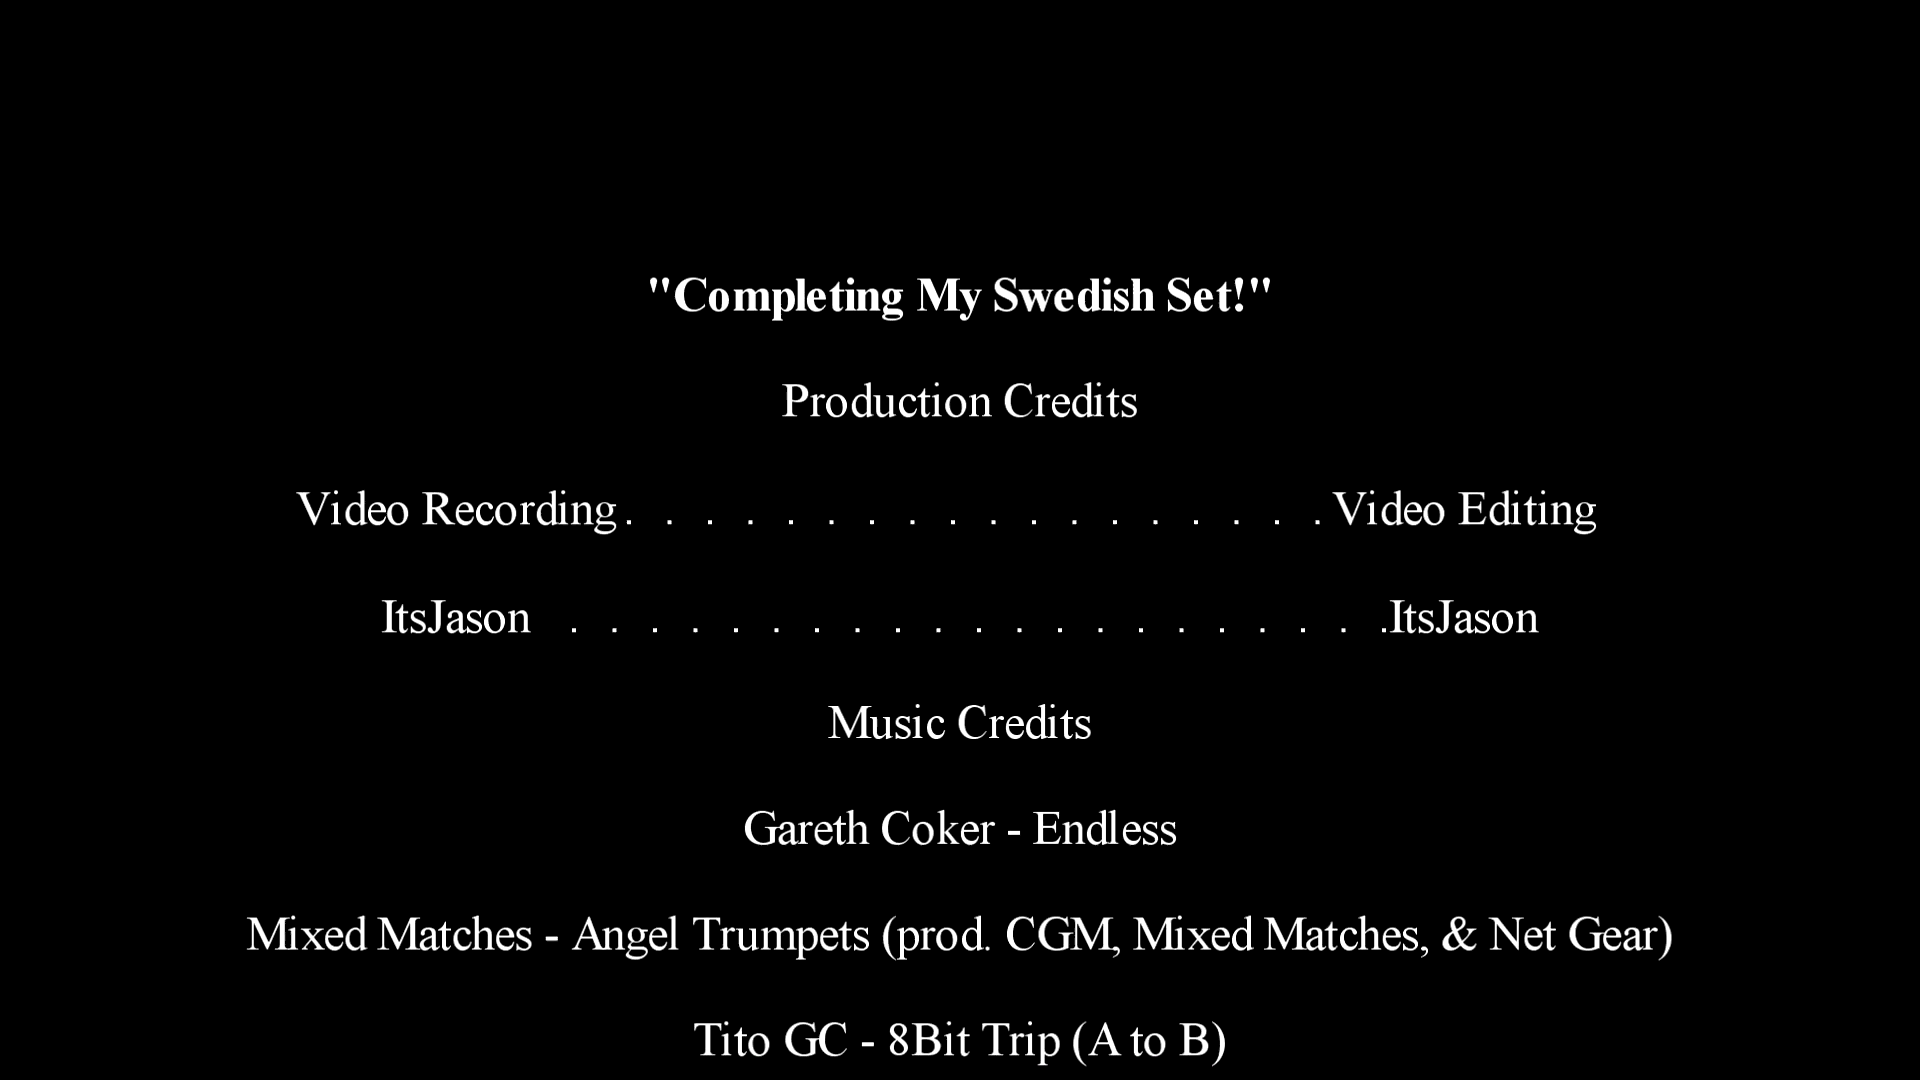 "Completing My Swedish Set!"
Production Credits
Video Recording . . . . . . . . . . . . . . . . . . Video Editing
ItsJason . . . . . . . . . . . . . . . . . . . . .ItsJason
Music Credits
Gareth Coker - Endless
Mixed Matches - Angel Trumpets (prod. CGM, Mixed Matches, & Net Gear)
Tito GC - 8Bit Trip (A to B)